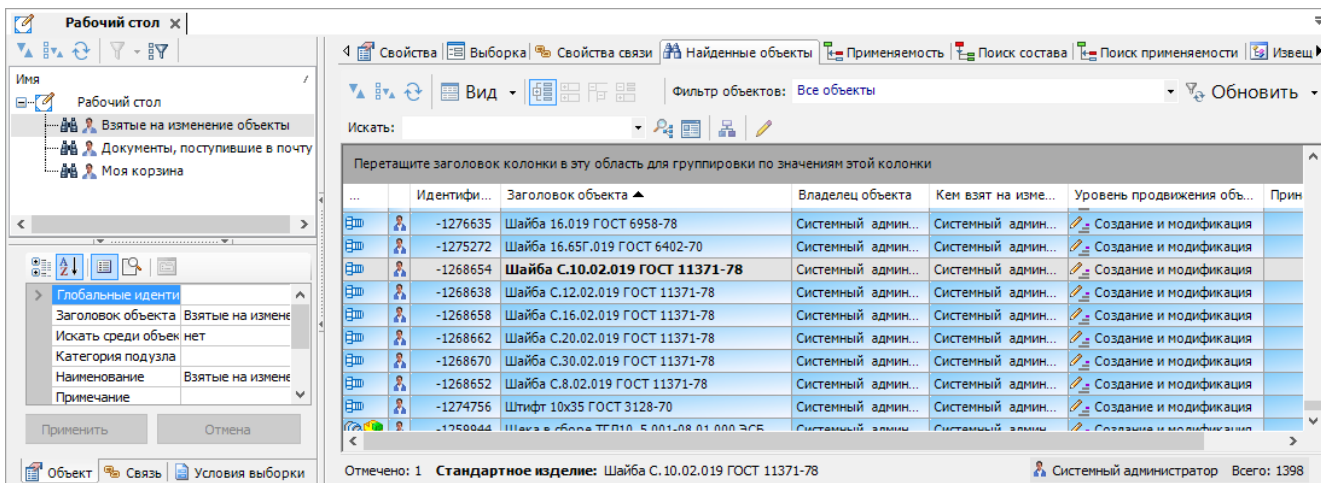 Рабочий стол
Имя
Рабочий стол
Взятые на изменение объекты
Документы, поступившие в почту
Моя корзина
Глобальные иденти
Заголовок объекта Взятые на измене
Искать среди объек нет
Категория подузла
Наименование Взятые на измене
Примечание
Применить Отмена
Объект Связь Условия выборки
Свойства Выборка Свойства связи Найденные объекты Применяемость Поиск состава Поиск применяемости Извещ
Вид Фильтр объектов: Все объекты Обновить
Искать:
Перетащите заголовок колонки в эту область для группировки по значениям этой колонки
... Идентифи... Заголовок объекта Владелец объекта Кем взят на изме... Уровень продвижения объ... Прин
-1276635 Шайба 16.019 ГОСТ 6958-78 Системный админ... Системный админ... Создание и модификация
-1275272 Шайба 16.65Г.019 ГОСТ 6402-70 Системный админ... Системный админ... Создание и модификация
-1268654 Шайба С.10.02.019 ГОСТ 11371-78 Системный админ... Системный админ... Создание и модификация
-1268638 Шайба С.12.02.019 ГОСТ 11371-78 Системный админ... Системный админ... Создание и модификация
-1268658 Шайба С.16.02.019 ГОСТ 11371-78 Системный админ... Системный админ... Создание и модификация
-1268662 Шайба С.20.02.019 ГОСТ 11371-78 Системный админ... Системный админ... Создание и модификация
-1268670 Шайба С.30.02.019 ГОСТ 11371-78 Системный админ... Системный админ... Создание и модификация
-1268652 Шайба С.8.02.019 ГОСТ 11371-78 Системный админ... Системный админ... Создание и модификация
-1274756 Штифт 10х35 ГОСТ 3128-70 Системный админ... Системный админ... Создание и модификация
-1259944 Щека в сборе Системный админ... Системный админ... Создание и модификация
Отмечено: 1 Стандартное изделие: Шайба С.10.02.019 ГОСТ 11371-78 Системный администратор Всего: 1398